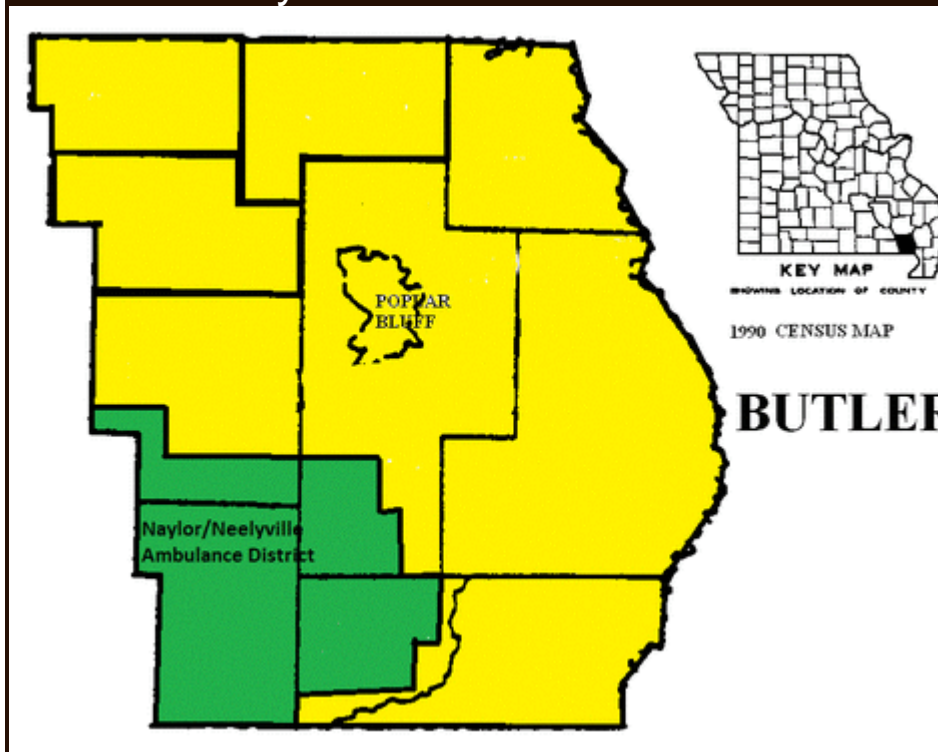 POPLAR
BLUFF
Naylor/Neelyville
Ambulance District
KEY MAP
SHOWING LOCATION OF COUNTY
1990 CENSUS MAP
BUTLER